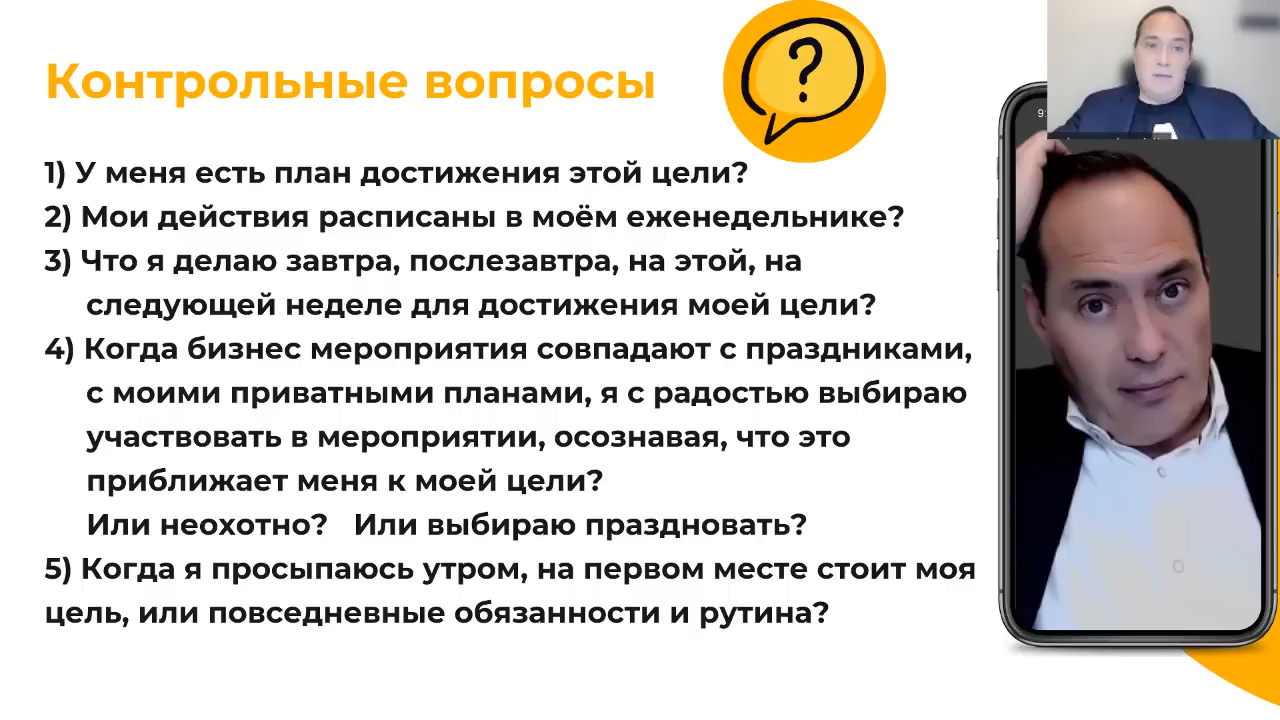 Контрольные вопросы
?
1) У меня есть план достижения этой цели?
2) Мои действия расписаны в моём еженедельнике?
3) Что я делаю завтра, послезавтра, на этой, на
следующей неделе для достижения моей цели?
4) Когда бизнес мероприятия совпадают с праздниками,
с моими приватными планами, я с радостью выбираю
участвовать в мероприятии, осознавая, что это
приближает меня к моей цели?
Или неохотно? Или выбираю праздновать?
5) Когда я просыпаюсь утром, на первом месте стоит моя
цель, или повседневные обязанности и рутина?